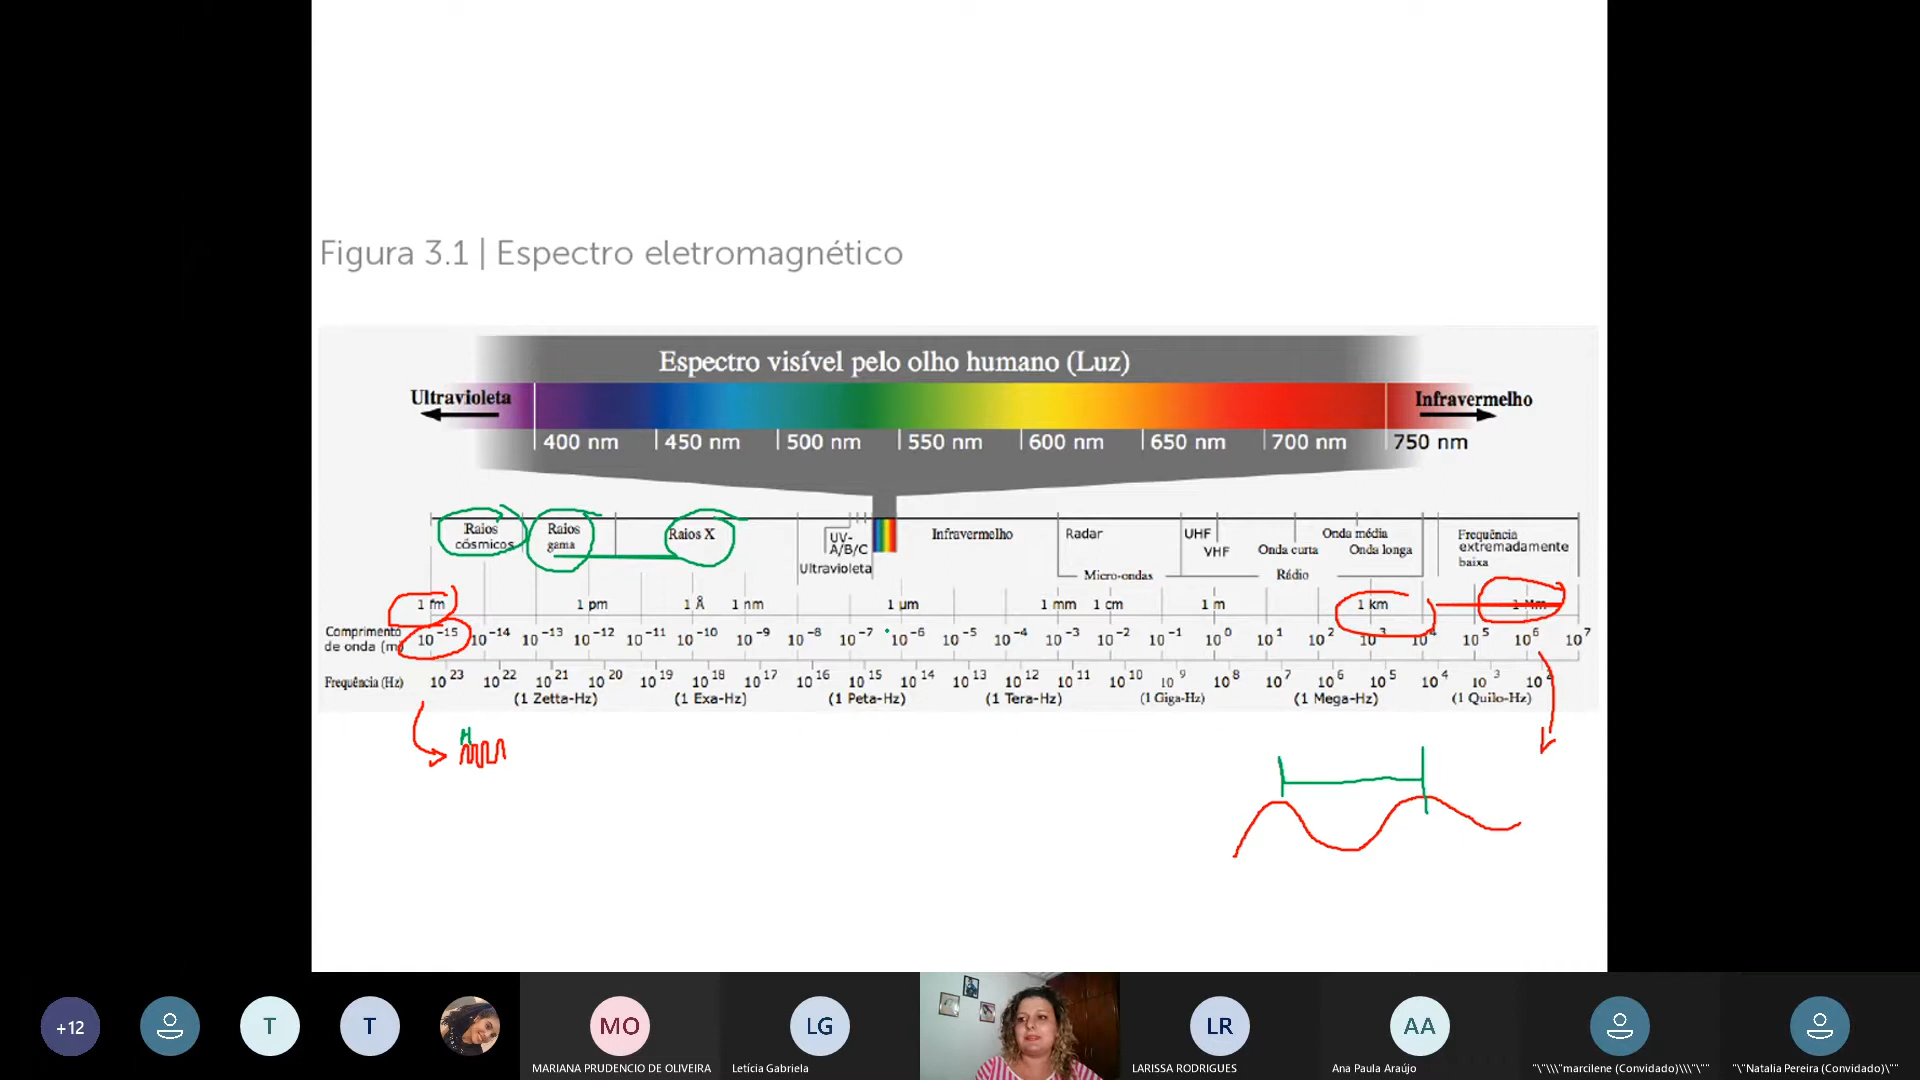 Figura 3.1 | Espectro eletromagnético
Espectro visível pelo olho humano (Luz)
Ultravioleta
Infravermelho
400 nm 450 nm 500 nm 550 nm 600 nm 650 nm 700 nm 750 nm
Raios cósmicos
Raios gama
Raios X
UV-A/B/C
Ultravioleta
Infravermelho
Radar
Micro-ondas
UHF
VHF
Onda curta
Onda média
Onda longa
Rádio
Frequência extremadamente baixa
1 fm 1 pm 1 Å 1 nm 1 µm 1 mm 1 cm 1 m 1 km 1 Mm
Comprimento de onda (m) 10⁻¹⁵ 10⁻¹⁴ 10⁻¹³ 10⁻¹² 10⁻¹¹ 10⁻¹⁰ 10⁻⁹ 10⁻⁸ 10⁻⁷ 10⁻⁶ 10⁻⁵ 10⁻⁴ 10⁻³ 10⁻² 10⁻¹ 10⁰ 10¹ 10² 10³ 10⁴ 10⁵ 10⁶ 10⁷
Frequência (Hz) 10²³ 10²² 10²¹ 10²⁰ 10¹⁹ 10¹⁸ 10¹⁷ 10¹⁶ 10¹⁵ 10¹⁴ 10¹³ 10¹² 10¹¹ 10¹⁰ 10⁹ 10⁸ 10⁷ 10⁶ 10⁵ 10⁴ 10³ 10²
(1 Zetta-Hz) (1 Exa-Hz) (1 Peta-Hz) (1 Tera-Hz) (1 Giga-Hz) (1 Mega-Hz) (1 Quilo-Hz)
+12 T T MO LG LR AA
MARIANA PRUDENCIO DE OLIVEIRA
Letícia Gabriela
LARISSA RODRIGUES
Ana Paula Araújo
"\"\\\"marcilene (Convidado)\\\"\""
"\"Natalia Pereira (Convidado)\""